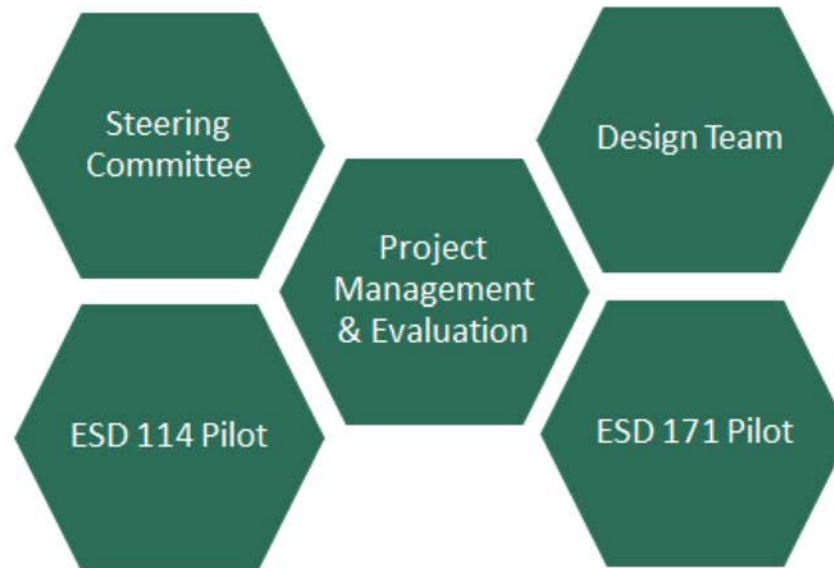 Steering
Committee
Design Team
Project
Management
& Evaluation
ESD 114 Pilot
ESD 171 Pilot